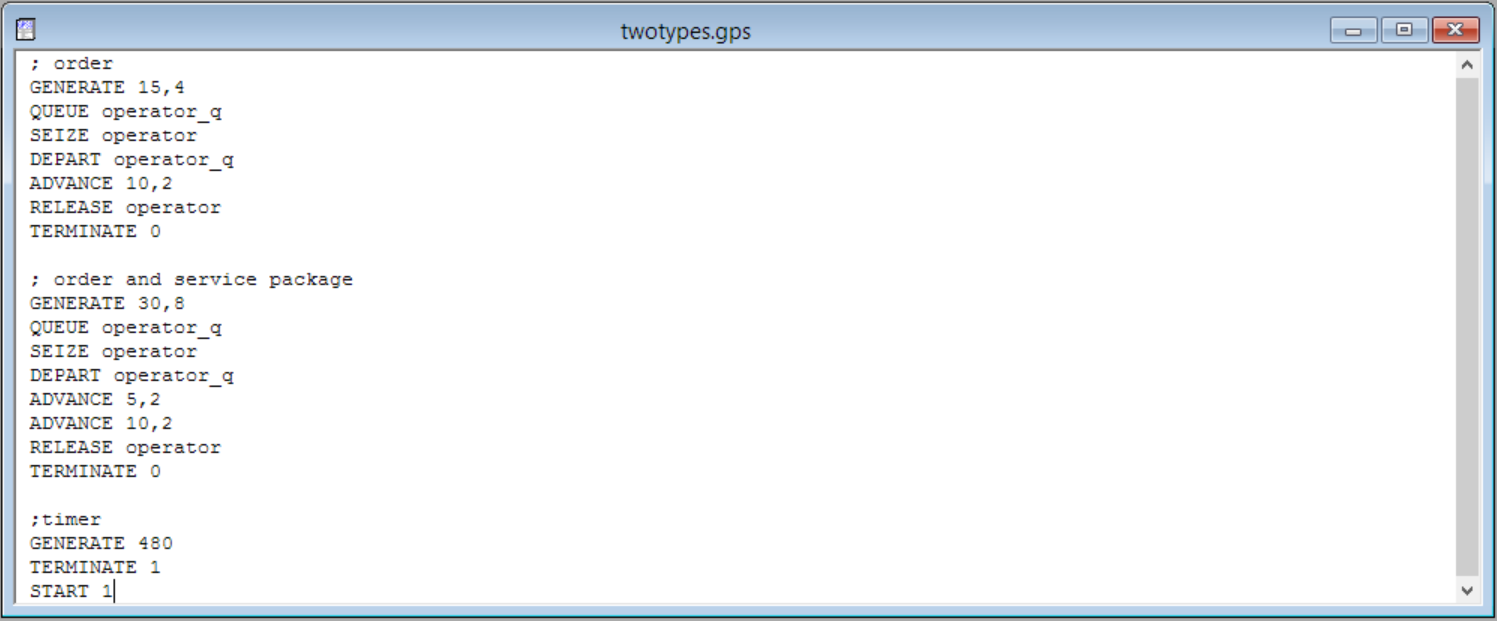 twotypes.gps
; order
GENERATE 15,4
QUEUE operator_q
SEIZE operator
DEPART operator_q
ADVANCE 10,2
RELEASE operator
TERMINATE 0
; order and service package
GENERATE 30,8
QUEUE operator_q
SEIZE operator
DEPART operator_q
ADVANCE 5,2
ADVANCE 10,2
RELEASE operator
TERMINATE 0
;timer
GENERATE 480
TERMINATE 1
START 1